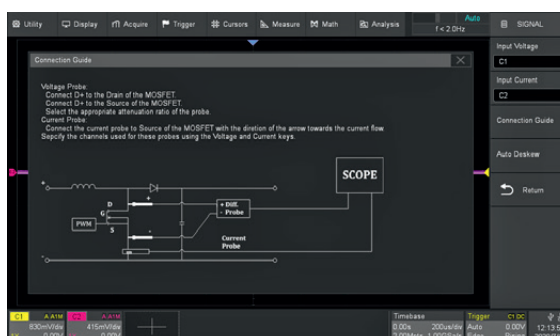 Utility Display Acquire Trigger Cursors Measure Math Analysis Auto SIGNAL
f < 2.0Hz
Input Voltage
C1
Input Current
C2
Connection Guide
Auto Deskew
Return
Connection Guide
Voltage Probe:
Connect D+ to the Drain of the MOSFET.
Connect D+ to the Source of the MOSFET.
Select the appropriate attenuation ratio of the probe.
Current Probe:
Connect the current probe to Source of the MOSFET with the diretion of the arrow towards the current flow
Sepcify the channels used for these probes using the Voltage and Current keys.
SCOPE
+
D
G
S
PWM
+
-
+ Diff.
- Probe
Current
Probe
-
C1 C2 Timebase Trigger C1 DC
830mV/div 415mV/div 0.00s 200us/div Auto 0.00V